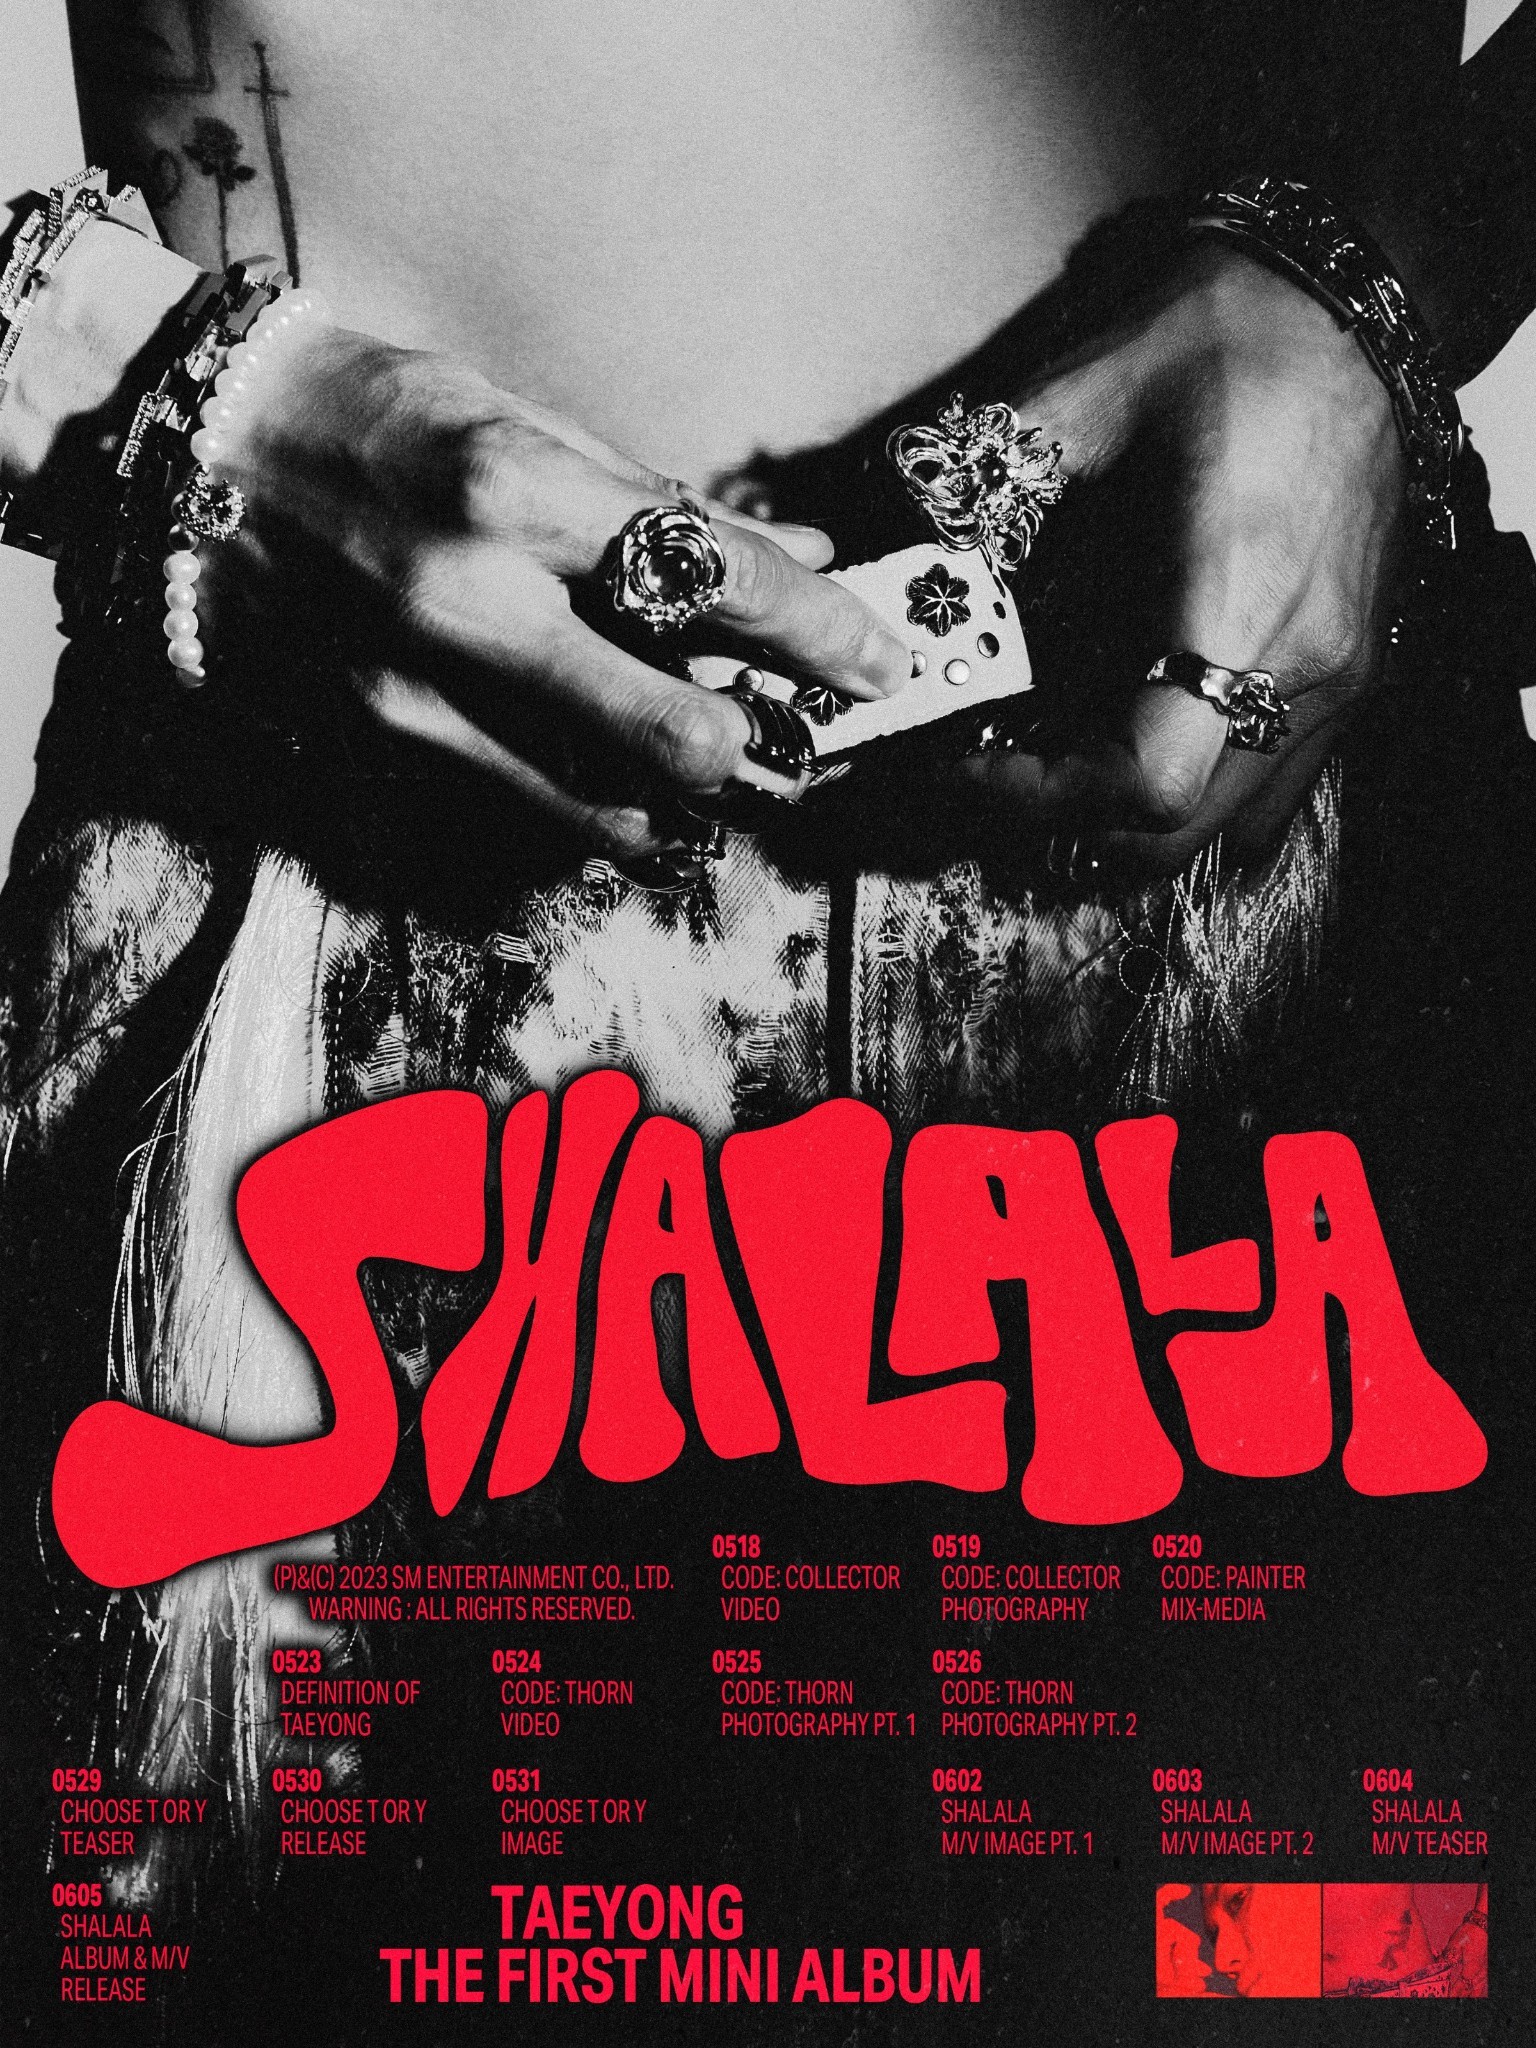 SHALALA
(P)&(C) 2023 SM ENTERTAINMENT CO., LTD.
WARNING : ALL RIGHTS RESERVED.
0518
CODE: COLLECTOR
VIDEO
0519
CODE: COLLECTOR
PHOTOGRAPHY
0520
CODE: PAINTER
MIX-MEDIA
0523
DEFINITION OF
TAEYONG
0524
CODE: THORN
VIDEO
0525
CODE: THORN
PHOTOGRAPHY PT. 1
0526
CODE: THORN
PHOTOGRAPHY PT. 2
0529
CHOOSE T OR Y
TEASER
0530
CHOOSE T OR Y
RELEASE
0531
CHOOSE T OR Y
IMAGE
0602
SHALALA
M/V IMAGE PT. 1
0603
SHALALA
M/V IMAGE PT. 2
0604
SHALALA
M/V TEASER
0605
SHALALA
ALBUM & M/V
RELEASE
TAEYONG
THE FIRST MINI ALBUM